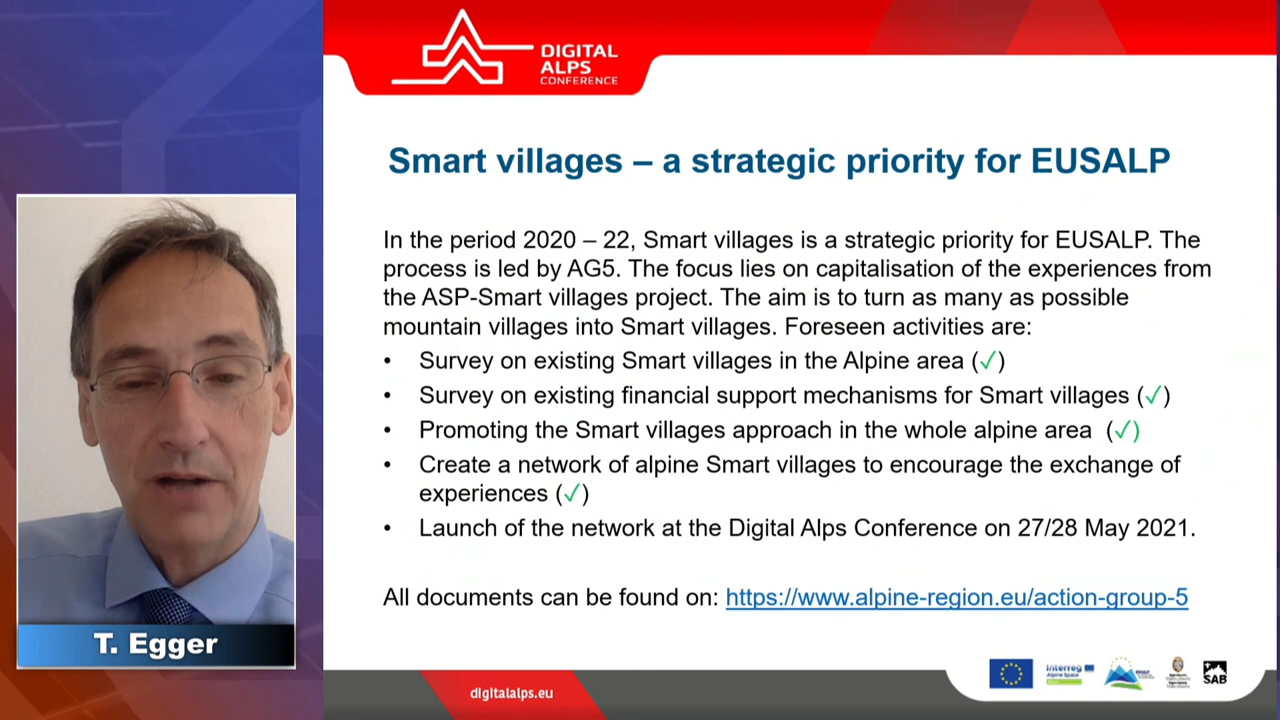 DIGITAL
ALPS
CONFERENCE
Smart villages – a strategic priority for EUSALP
In the period 2020 – 22, Smart villages is a strategic priority for EUSALP. The
process is led by AG5. The focus lies on capitalisation of the experiences from
the ASP-Smart villages project. The aim is to turn as many as possible
mountain villages into Smart villages. Foreseen activities are:
• Survey on existing Smart villages in the Alpine area (✓)
• Survey on existing financial support mechanisms for Smart villages (✓)
• Promoting the Smart villages approach in the whole alpine area (✓)
• Create a network of alpine Smart villages to encourage the exchange of
experiences (✓)
• Launch of the network at the Digital Alps Conference on 27/28 May 2021.
All documents can be found on: https://www.alpine-region.eu/action-group-5
T. Egger
digitalalps.eu
Interreg
Alpine Space
SAB